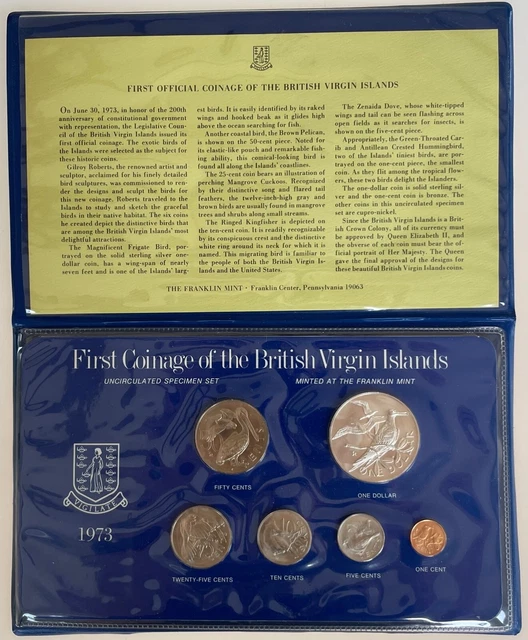 FIRST OFFICIAL COINAGE OF THE BRITISH VIRGIN ISLANDS
On June 30, 1973, in honor of the 200th
anniversary of constitutional government
with representation, the Legislative Coun-
cil of the British Virgin Islands issued its
first official coinage. The exotic birds of
the Islands were selected as the subject for
these historic coins.
Gilroy Roberts, the renowned artist and
sculptor, acclaimed for his finely detailed
bird sculptures, was commissioned to ren-
der the designs and sculpt the birds for
this new coinage. Roberts traveled to the
Islands to study and sketch the graceful
birds in their native habitat. The six coins
he created depict the distinctive birds that
are among the British Virgin Islands' most
delightful attractions.
The Magnificent Frigate Bird, por-
trayed on the solid sterling silver one-
dollar coin, has a wing-span of nearly
seven feet and is one of the Islands' larg-
est birds. It is easily identified by its raked
wings and hooked beak as it glides high
above the ocean searching for fish.
Another coastal bird, the Brown Pelican,
is shown on the 50-cent piece. Noted for
its elastic-like pouch and remarkable fish-
ing ability, this comical-looking bird is
found all along the Islands' coastlines.
The 25-cent coin bears an illustration of
perching Mangrove Cuckoos. Recognized
by their distinctive song and flared tail
feathers, the twelve-inch-high gray and
brown birds are usually found in mangrove
trees and shrubs along small streams.
The Ringed Kingfisher is depicted on
the ten-cent coin. It is readily recognizable
by its conspicuous crest and the distinctive
white ring around its neck for which it is
named. This migrating bird is familiar to
the people of both the British Virgin Is-
lands and the United States.
The Zenaida Dove, whose white-tipped
wings and tail can be seen flashing across
open fields as it searches for insects, is
shown on the five-cent piece.
Appropriately, the Green-Throated Car-
ib and Antillean Crested Hummingbird,
two of the Islands' tiniest birds, are por-
trayed on the one-cent piece, the smallest
coin. As they flit among the tropical flow-
ers, these two birds delight the Islanders.
The one-dollar coin is solid sterling sil-
ver and the one-cent coin is bronze. The
other coins in this uncirculated specimen
set are cupro-nickel.
Since the British Virgin Islands is a Brit-
ish Crown Colony, all of its currency must
be approved by Queen Elizabeth II, and
the obverse of each coin must bear the of-
ficial portrait of Her Majesty. The Queen
gave the final approval of the designs for
these beautiful British Virgin Islands coins.
THE FRANKLIN MINT · Franklin Center, Pennsylvania 19063
First Coinage of the British Virgin Islands
UNCIRCULATED SPECIMEN SET
MINTED AT THE FRANKLIN MINT
VIGILATE
1973
ONE DOLLAR
FIFTY CENTS
ONE DOLLAR
TWENTY-FIVE CENTS
TEN CENTS
FIVE CENTS
ONE CENT